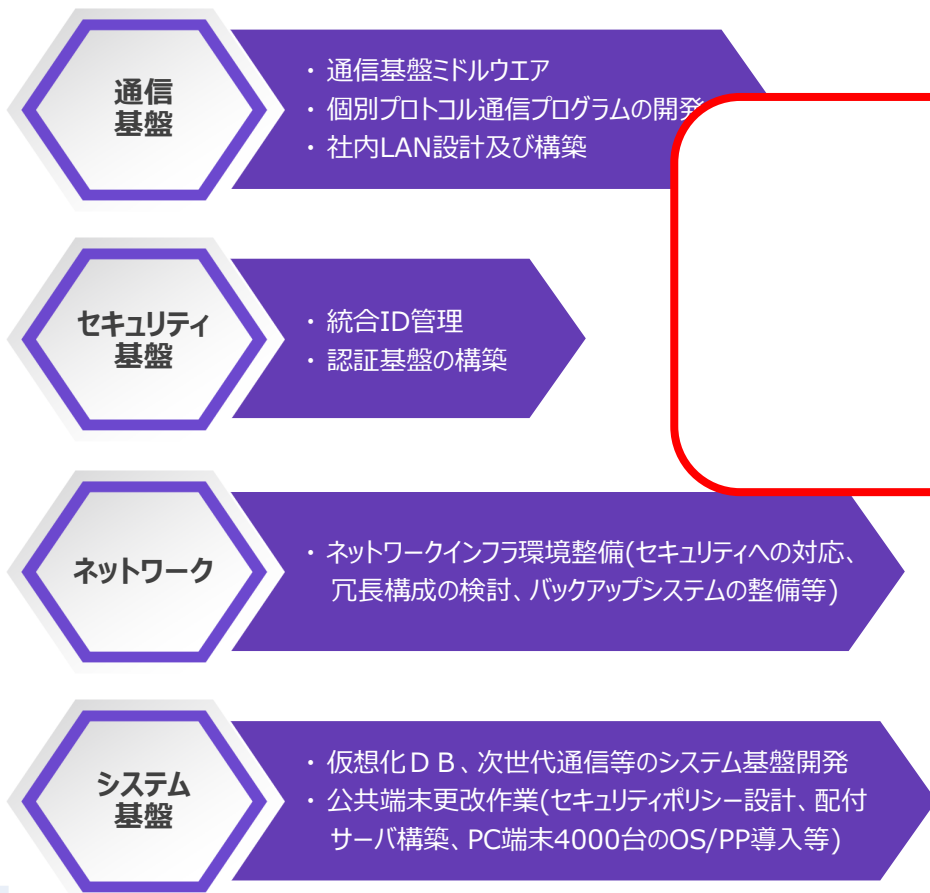 通信
基盤
・通信基盤ミドルウエア
・個別プロトコル通信プログラムの開発
・社内LAN設計及び構築
セキュリティ
基盤
・統合ID管理
・認証基盤の構築
ネットワーク
・ネットワークインフラ環境整備(セキュリティへの対応、
冗長構成の検討、バックアップシステムの整備等)
システム
基盤
・仮想化ＤＢ、次世代通信等のシステム基盤開発
・公共端末更改作業(セキュリティポリシー設計、配付
サーバ構築、PC端末4000台のOS/PP導入等)